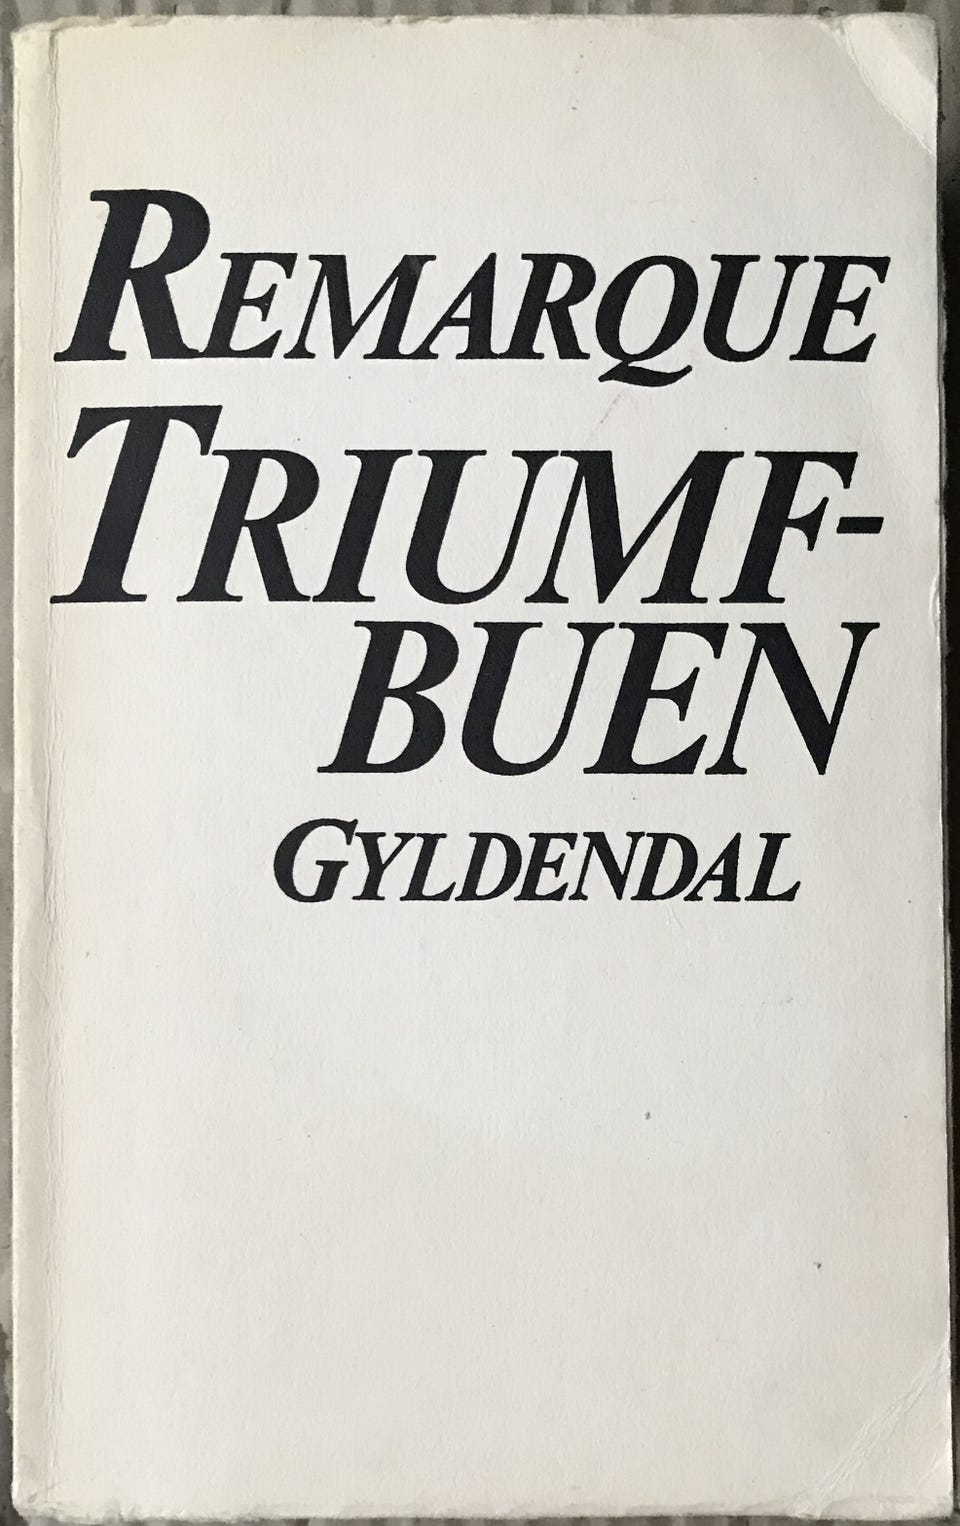 REMARQUE
TRIUMF-
BUEN
GYLDENDAL